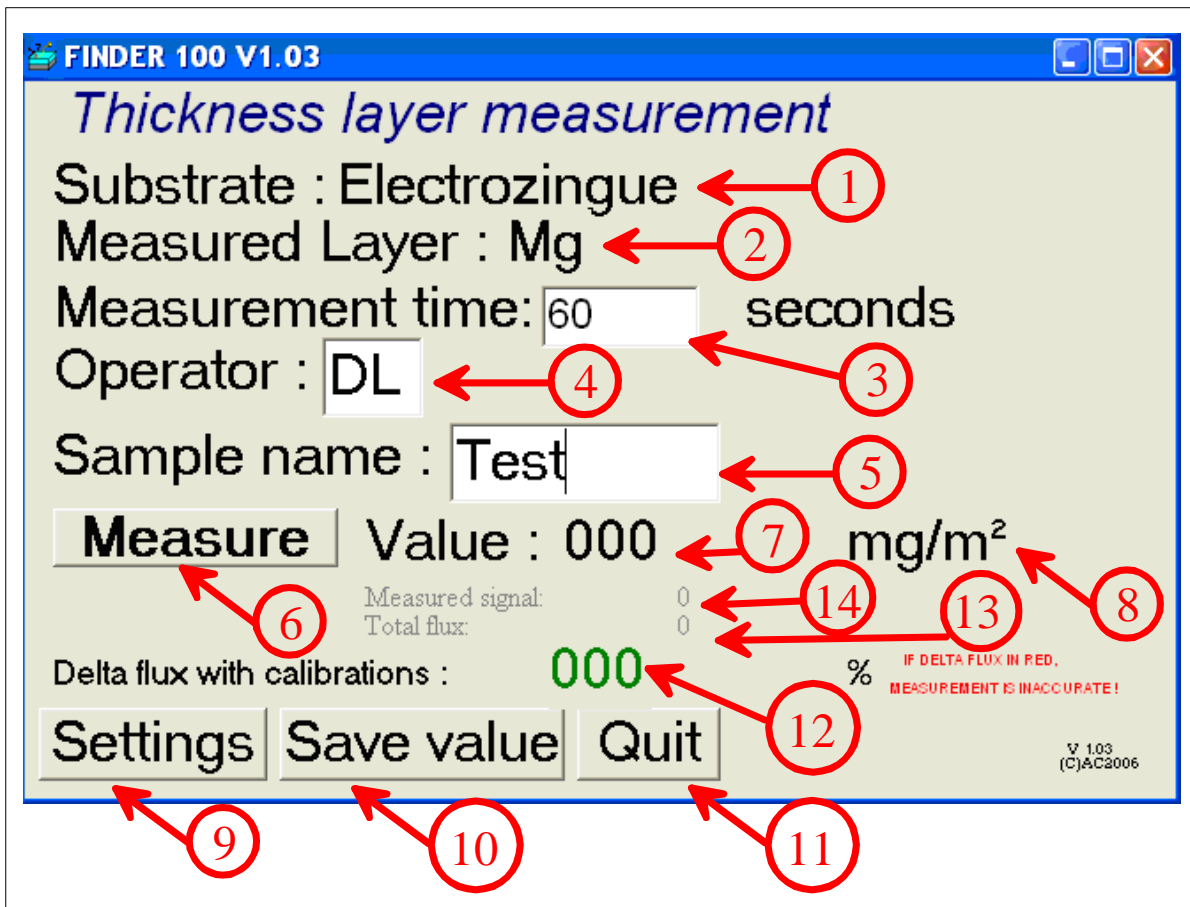 FINDER 100 V1.03
Thickness layer measurement
Substrate : Electrozingue
1
Measured Layer : Mg
2
Measurement time: 60 seconds
3
Operator : DL
4
Sample name : Test
5
Measure Value : 000 mg/m²
7
8
6
Measured signal: 0
14
13
Total flux: 0
Delta flux with calibrations : 000 %
IF DELTA FLUX IN RED,
MEASUREMENT IS INACCURATE !
12
Settings Save value Quit
V 1.03
(C)AC2006
9
10
11